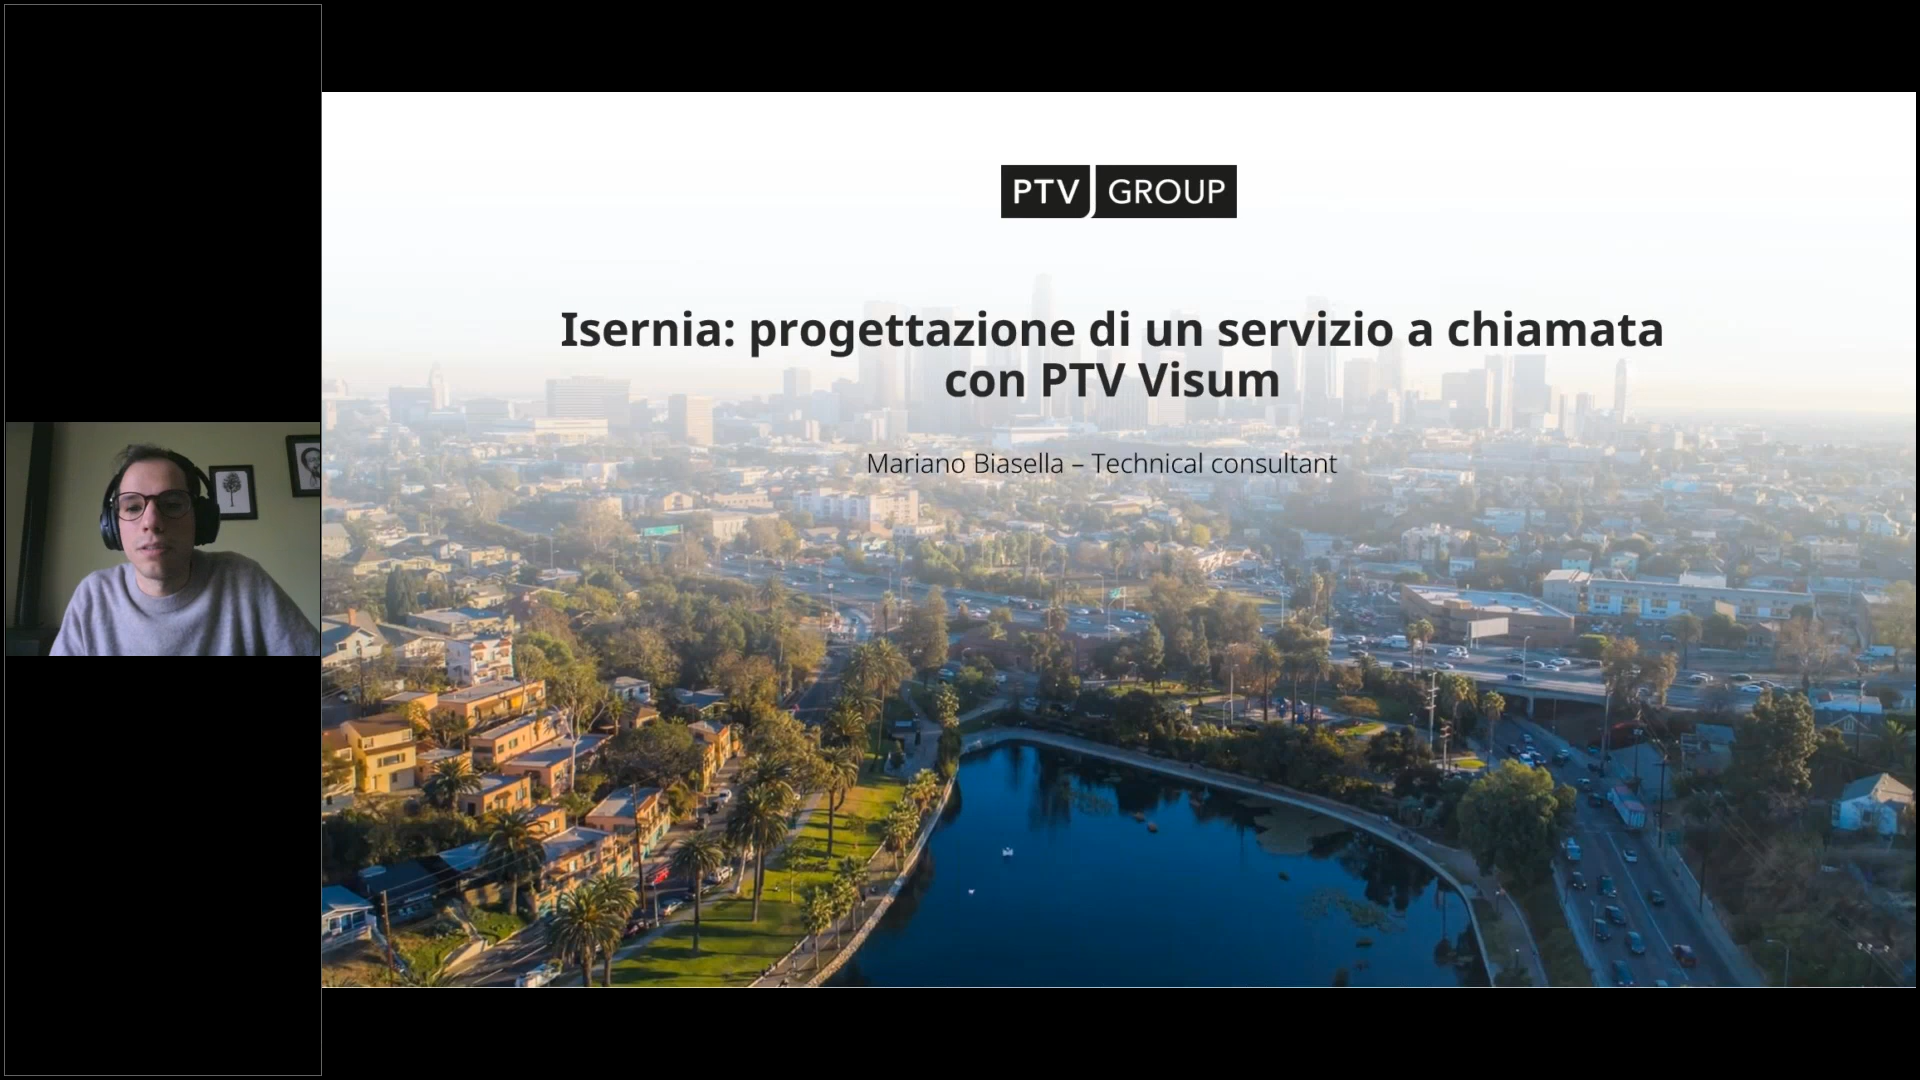 PTV GROUP
Isernia: progettazione di un servizio a chiamata
con PTV Visum
Mariano Biasella – Technical consultant